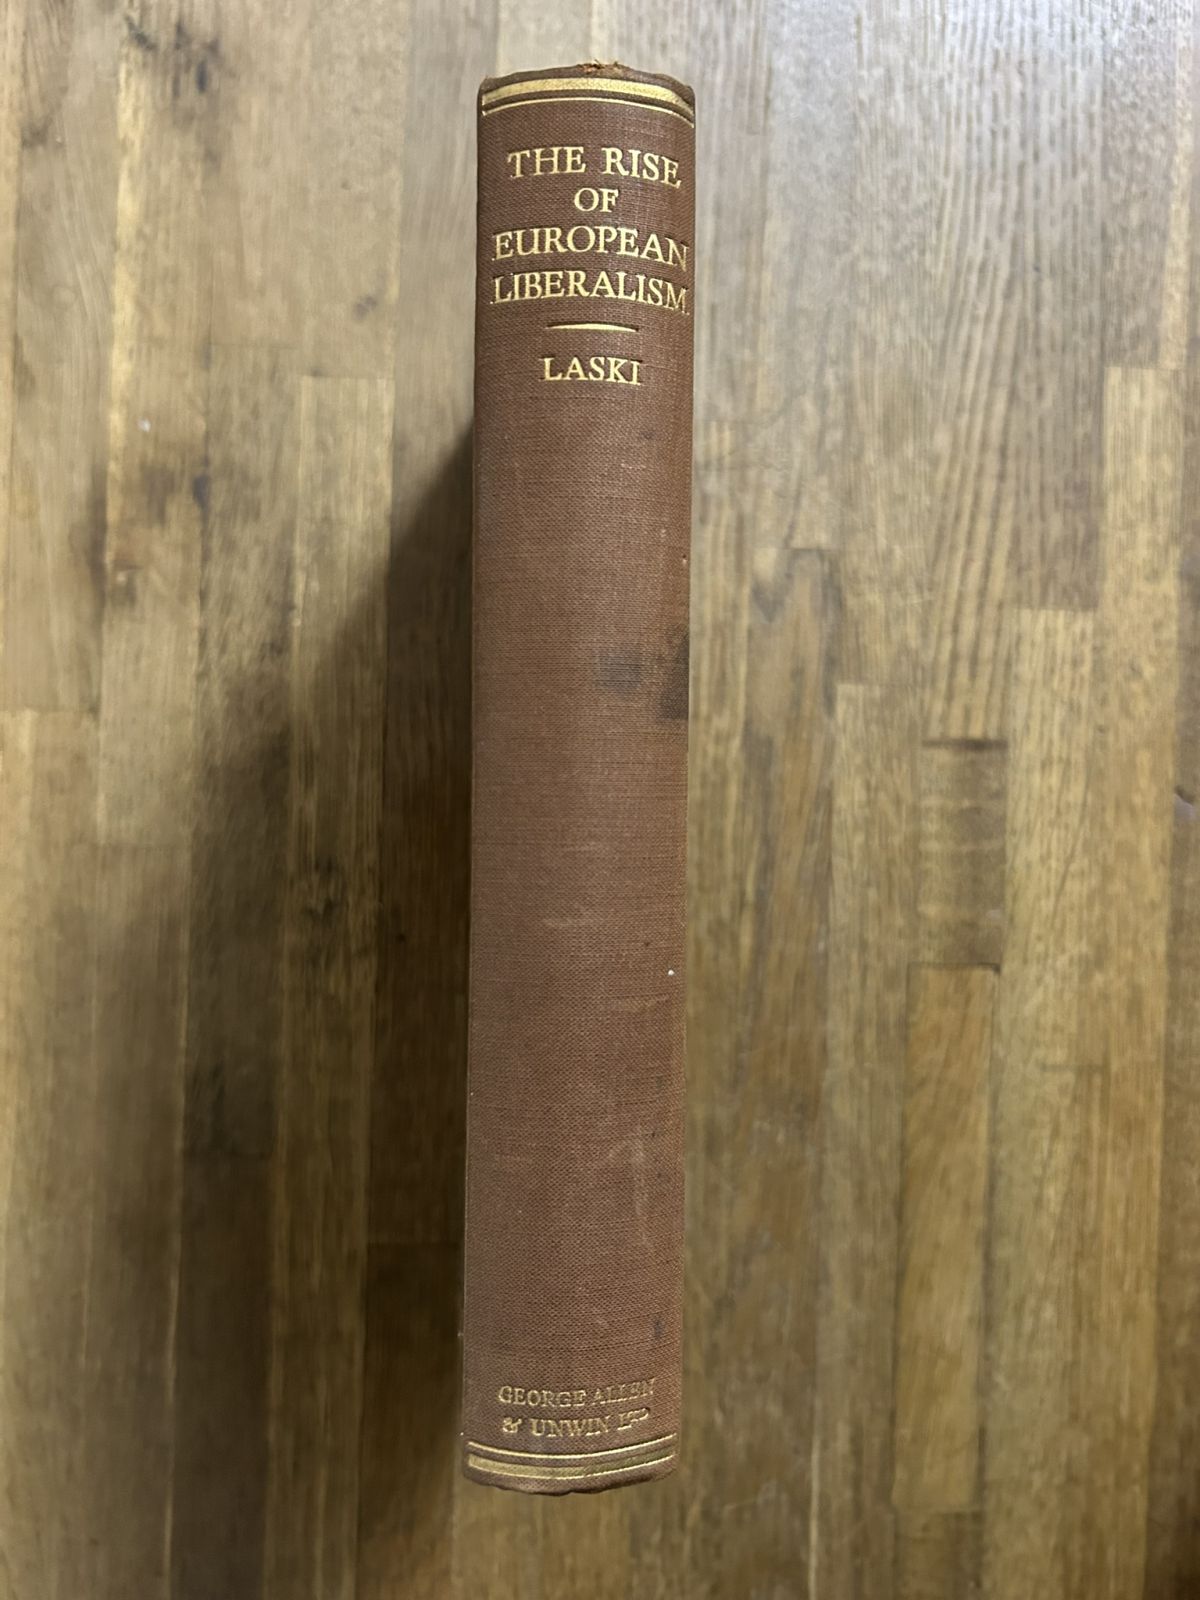 THE RISE
OF
EUROPEAN
LIBERALISM
LASKI
GEORGE ALLEN
& UNWIN LTD